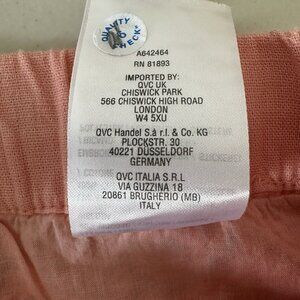 QUALITY
CHECK
A642464
RN 81893
IMPORTED BY:
QVC UK
CHISWICK PARK
566 CHISWICK HIGH ROAD
LONDON
W4 5XU
QVC Handel S.à r.l. & Co. KG
PLOCKSTR. 30
40221 DÜSSELDORF
GERMANY
QVC ITALIA S.R.L
VIA GUZZINA 18
20861 BRUGHERIO (MB)
ITALY